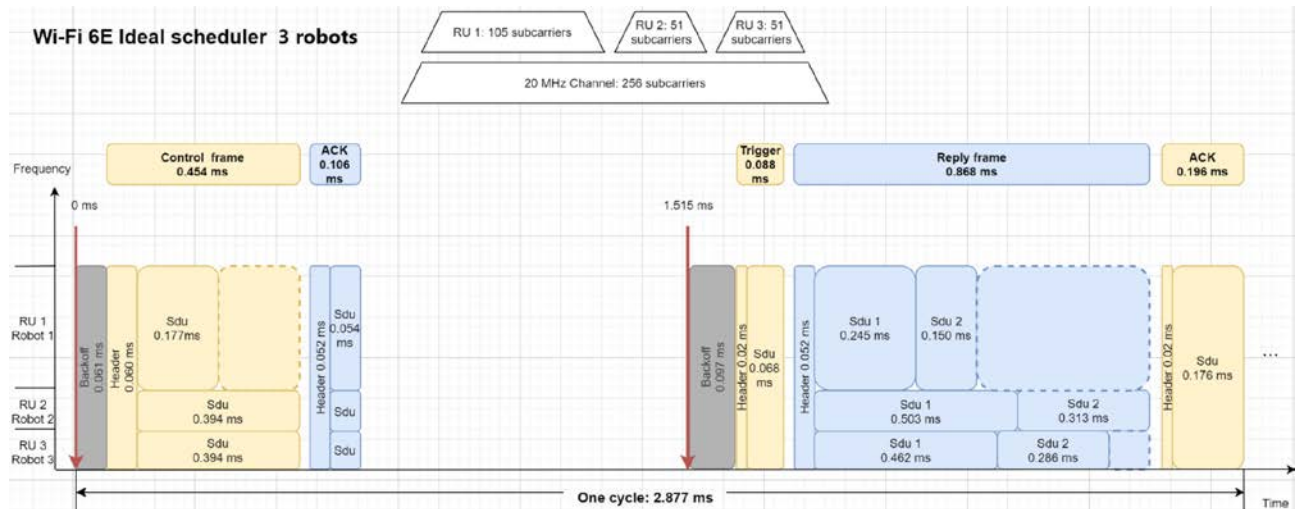 Wi-Fi 6E Ideal scheduler 3 robots
RU 1: 105 subcarriers
RU 2: 51
subcarriers
RU 3: 51
subcarriers
20 MHz Channel: 256 subcarriers
Frequency
Control frame
0.454 ms
ACK
0.106
ms
Trigger
0.088
ms
Reply frame
0.868 ms
ACK
0.196 ms
0 ms
1.515 ms
RU 1
Robot 1
RU 2
Robot 2
RU 3
Robot 3
Backoff
0.061 ms
Header
0.060 ms
Sdu
0.177ms
Sdu
0.394 ms
Sdu
0.394 ms
Header 0.052 ms
Sdu
0.054
ms
Sdu
Sdu
Backoff
0.097 ms
Header 0.02 ms
Sdu
0.068
ms
Header 0.052 ms
Sdu 1
0.245 ms
Sdu 2
0.150 ms
Sdu 1
0.503 ms
Sdu 2
0.313 ms
Sdu 1
0.462 ms
Sdu 2
0.286 ms
Header 0.02 ms
Sdu
0.176 ms
...
One cycle: 2.877 ms
Time